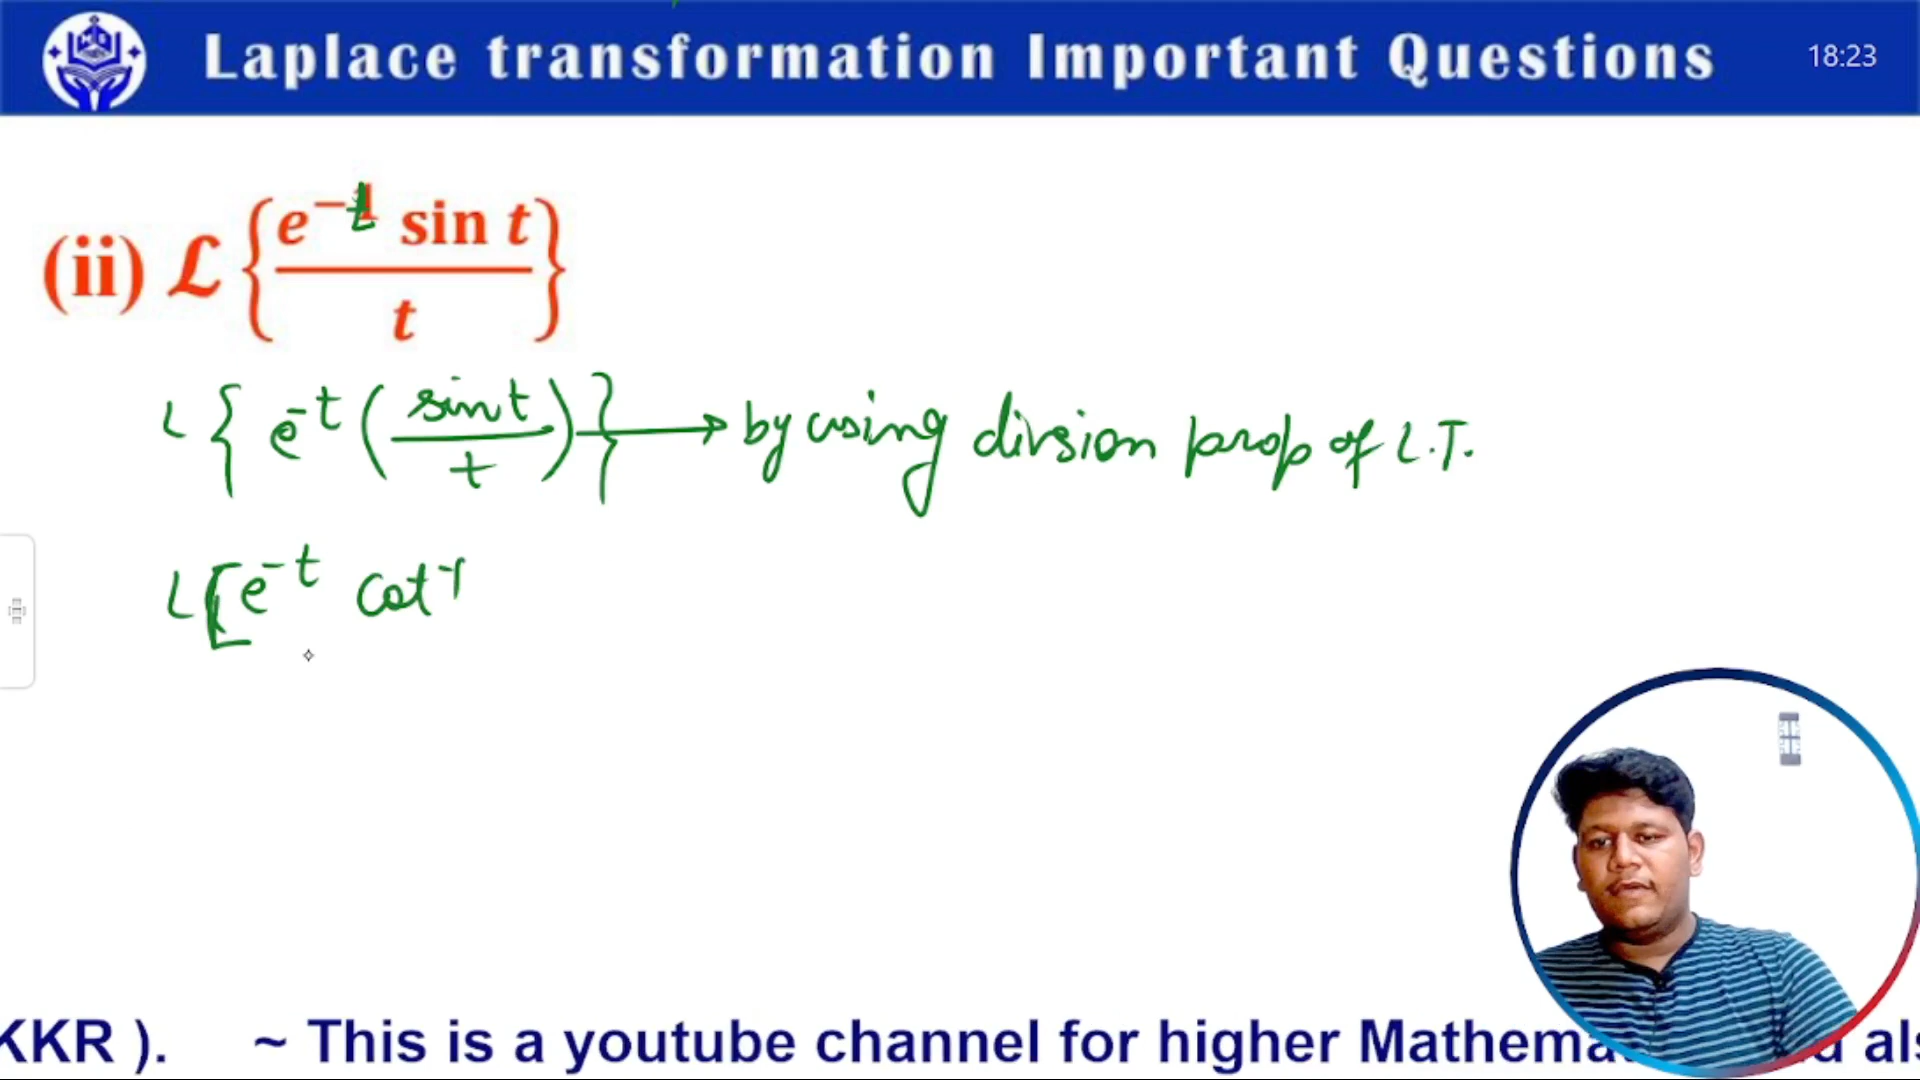 Laplace transformation Important Questions 18:23
(ii) ℒ{e^-t sin t / t}
L{e^-t (sin t / t)} → by using divsion prop of L.T.
L[e^-t cot^-1
KKR ). ~ This is a youtube channel for higher Mathema